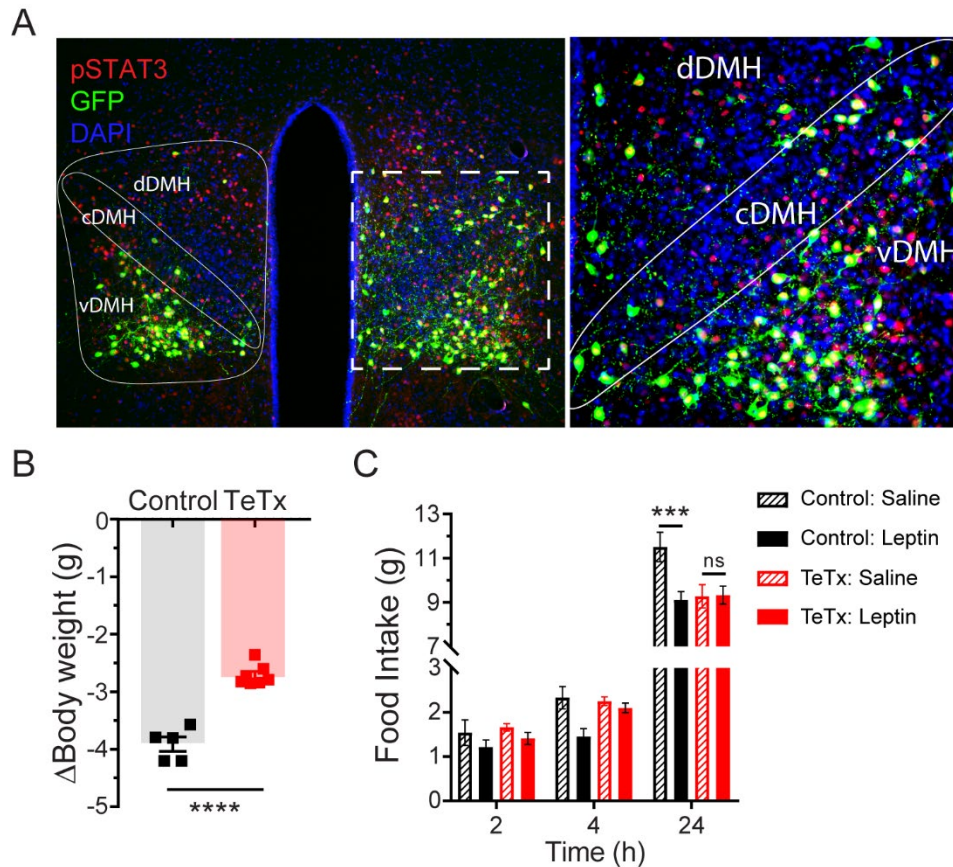 A
pSTAT3
GFP
DAPI
dDMH
cDMH
vDMH
dDMH
cDMH
vDMH
B
Control TeTx
0
-1
-2
-3
-4
-5
ΔBody weight (g)
****
C
13
11
9
7
3
2
1
0
Food Intake (g)
***
ns
2 4 24
Time (h)
Control: Saline
Control: Leptin
TeTx: Saline
TeTx: Leptin